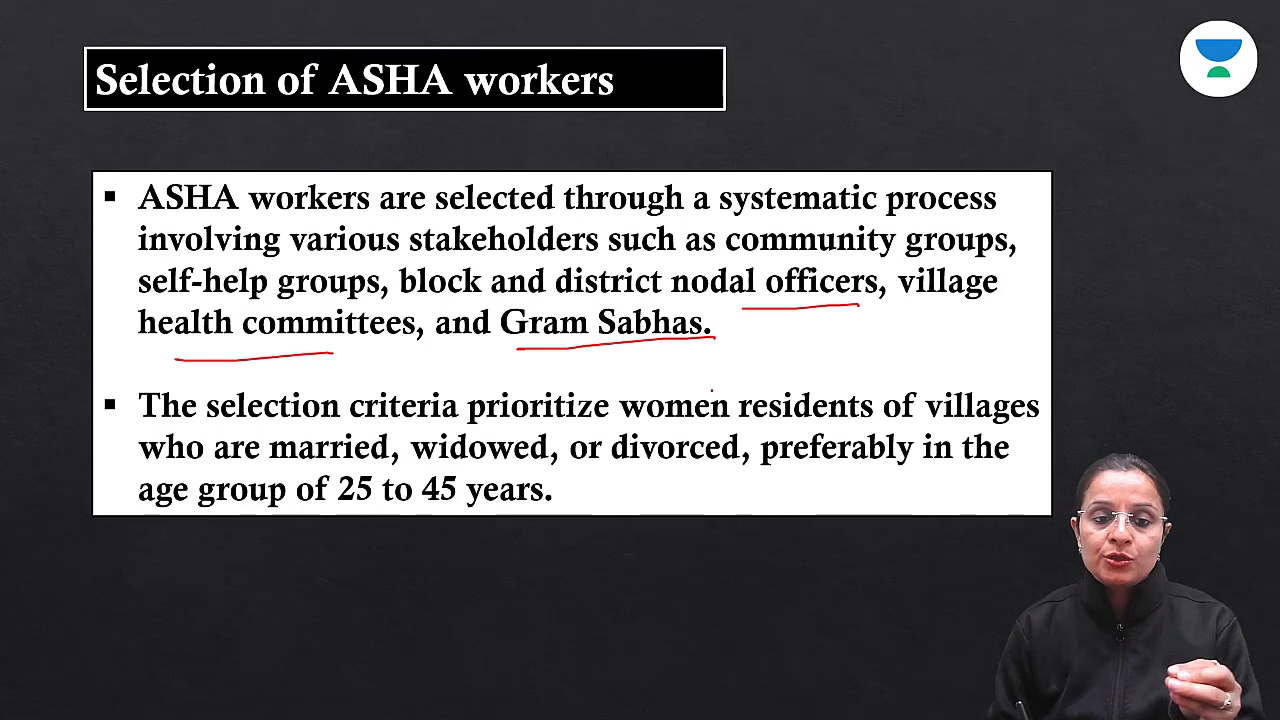 Selection of ASHA workers
▪ ASHA workers are selected through a systematic process
involving various stakeholders such as community groups,
self-help groups, block and district nodal officers, village
health committees, and Gram Sabhas.
▪ The selection criteria prioritize women residents of villages
who are married, widowed, or divorced, preferably in the
age group of 25 to 45 years.